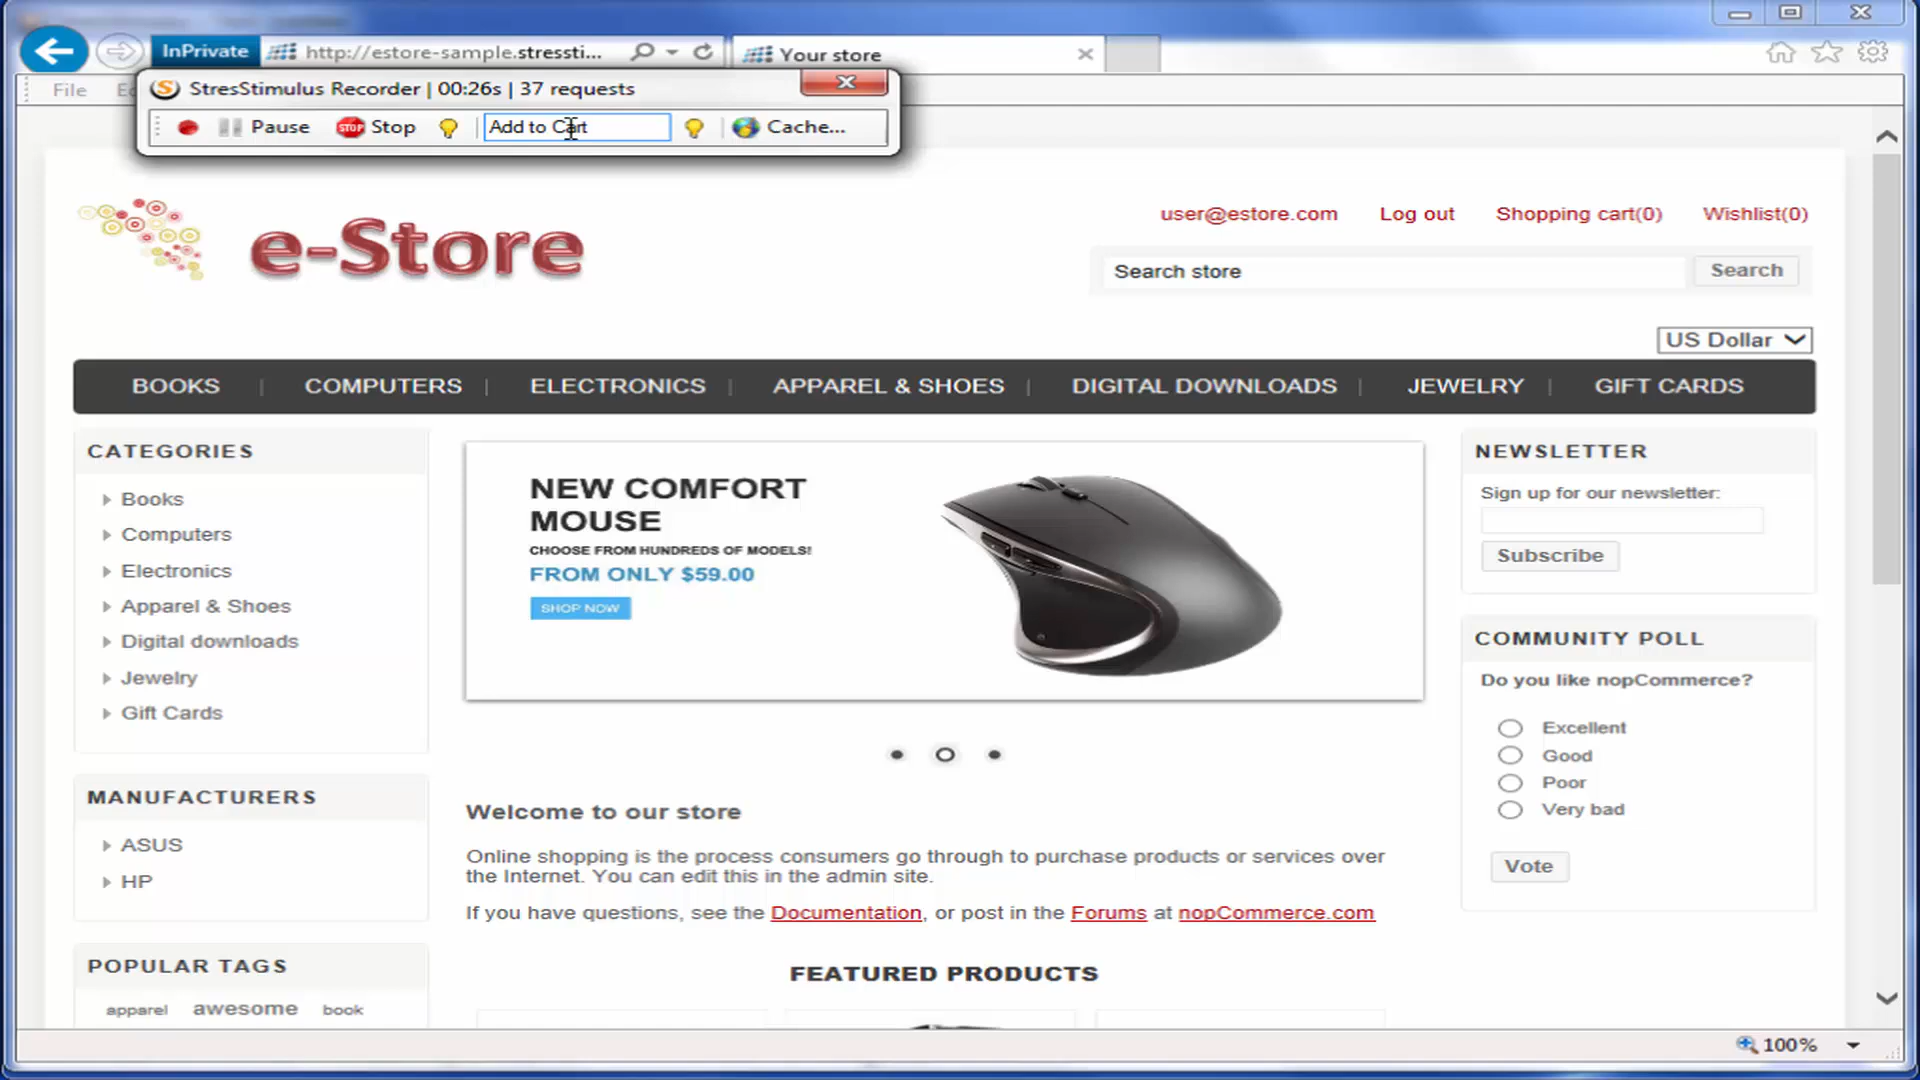 InPrivate
http://estore-sample.stressti...
Your store
File
StresStimulus Recorder | 00:26s | 37 requests
Pause
STOP
Stop
Add to Cart
Cache...
e-Store
user@estore.com
Log out
Shopping cart(0)
Wishlist(0)
Search store
Search
US Dollar
BOOKS | COMPUTERS | ELECTRONICS | APPAREL & SHOES | DIGITAL DOWNLOADS | JEWELRY | GIFT CARDS
CATEGORIES
Books
Computers
Electronics
Apparel & Shoes
Digital downloads
Jewelry
Gift Cards
MANUFACTURERS
ASUS
HP
POPULAR TAGS
apparel awesome book
NEW COMFORT
MOUSE
CHOOSE FROM HUNDREDS OF MODELS!
FROM ONLY $59.00
SHOP NOW
Welcome to our store
Online shopping is the process consumers go through to purchase products or services over
the Internet. You can edit this in the admin site.
If you have questions, see the Documentation, or post in the Forums at nopCommerce.com
FEATURED PRODUCTS
NEWSLETTER
Sign up for our newsletter:
Subscribe
COMMUNITY POLL
Do you like nopCommerce?
Excellent
Good
Poor
Very bad
Vote
100%